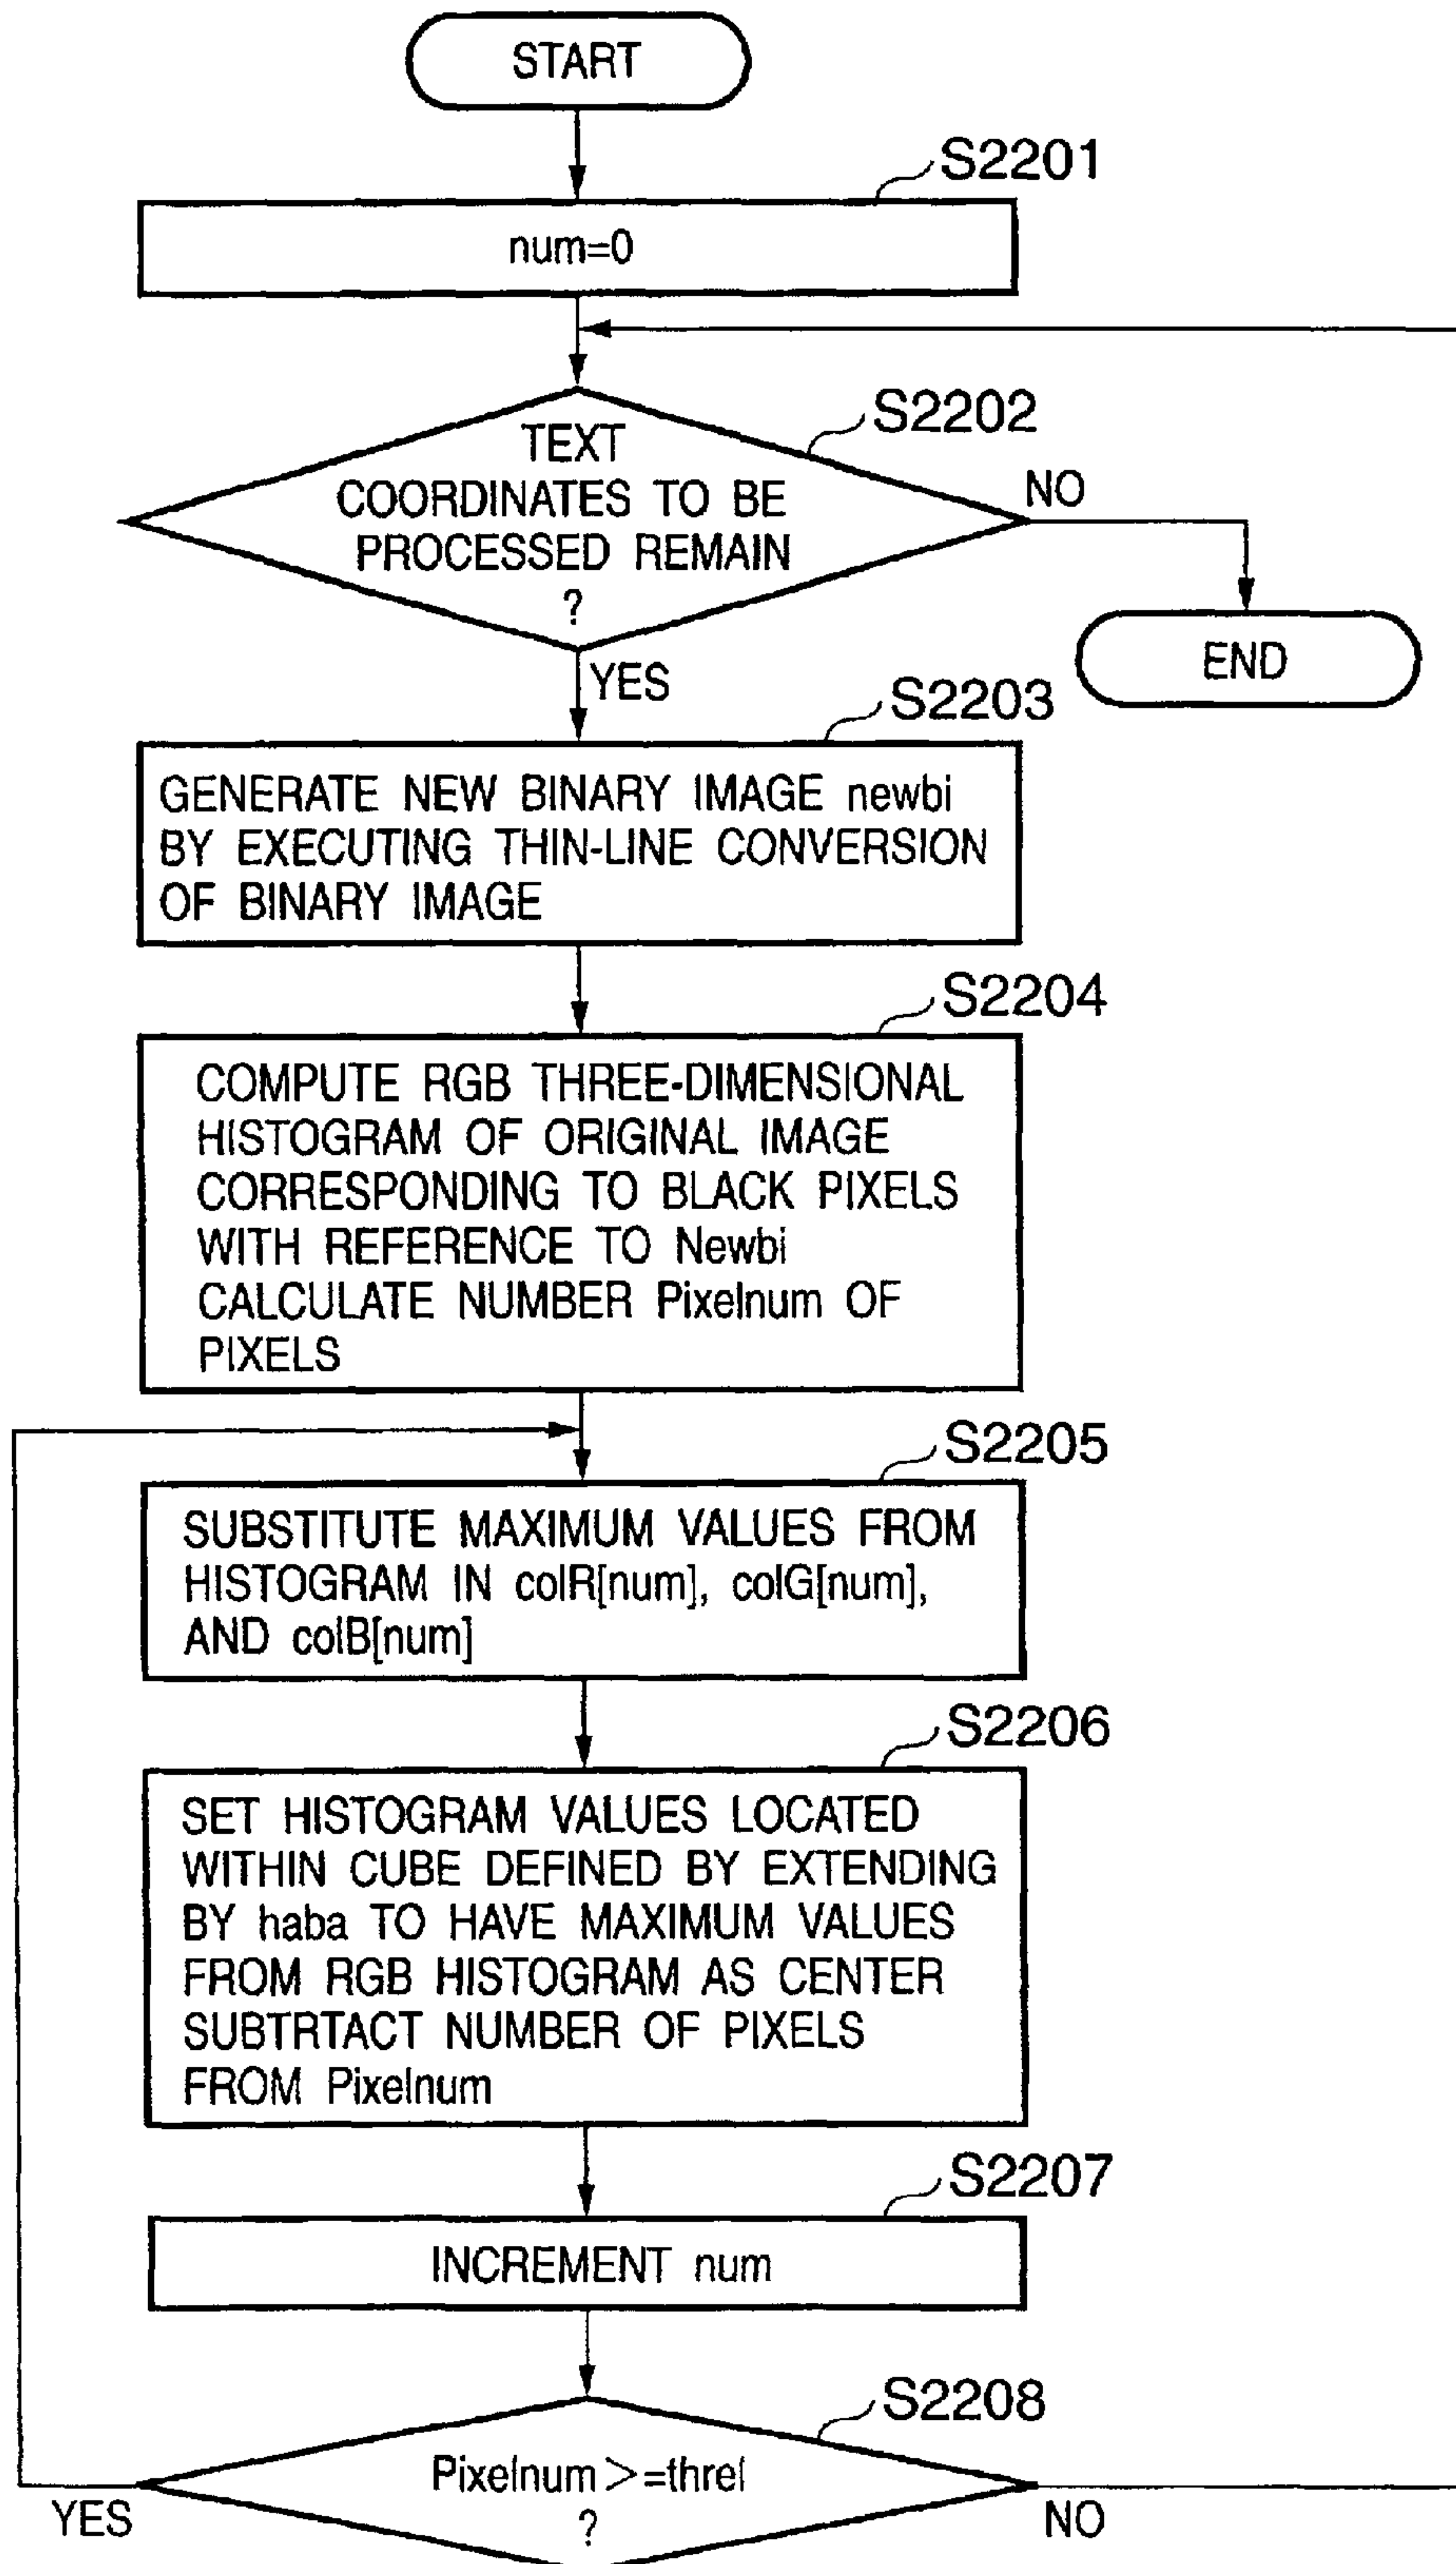 START
S2201
num=0
S2202
TEXT
COORDINATES TO BE
PROCESSED REMAIN
?
NO
END
YES
S2203
GENERATE NEW BINARY IMAGE newbi
BY EXECUTING THIN-LINE CONVERSION
OF BINARY IMAGE
S2204
COMPUTE RGB THREE-DIMENSIONAL
HISTOGRAM OF ORIGINAL IMAGE
CORRESPONDING TO BLACK PIXELS
WITH REFERENCE TO Newbi
CALCULATE NUMBER Pixelnum OF
PIXELS
S2205
SUBSTITUTE MAXIMUM VALUES FROM
HISTOGRAM IN colR[num], colG[num],
AND colB[num]
S2206
SET HISTOGRAM VALUES LOCATED
WITHIN CUBE DEFINED BY EXTENDING
BY haba TO HAVE MAXIMUM VALUES
FROM RGB HISTOGRAM AS CENTER
SUBTRTACT NUMBER OF PIXELS
FROM Pixelnum
S2207
INCREMENT num
S2208
Pixelnum >=threl
?
YES
NO